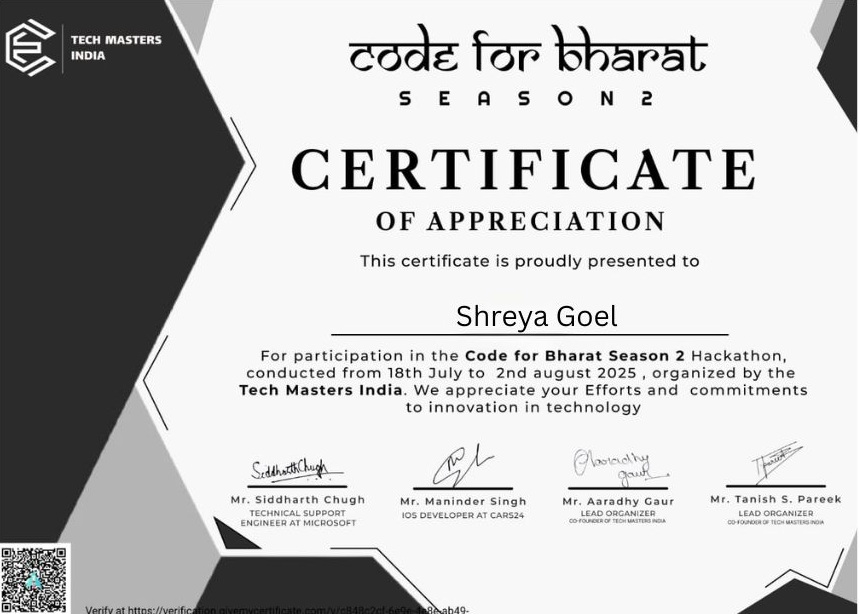 TECH MASTERS
INDIA
code for bharat
SEASON 2
CERTIFICATE
OF APPRECIATION
This certificate is proudly presented to
Shreya Goel
For participation in the Code for Bharat Season 2 Hackathon,
conducted from 18th July to 2nd august 2025 , organized by the
Tech Masters India. We appreciate your Efforts and commitments
to innovation in technology
Siddharth Chugh
Aaradhy
gaur
Mr. Siddharth Chugh
TECHNICAL SUPPORT
ENGINEER AT MICROSOFT
Mr. Maninder Singh
IOS DEVELOPER AT CARS24
Mr. Aaradhy Gaur
LEAD ORGANIZER
CO-FOUNDER OF TECH MASTERS INDIA
Mr. Tanish S. Pareek
LEAD ORGANIZER
CO-FOUNDER OF TECH MASTERS INDIA
Verify at https://verification.givemycertificate.com/v/c848c2cf-6e9e-4e8e-ab49-